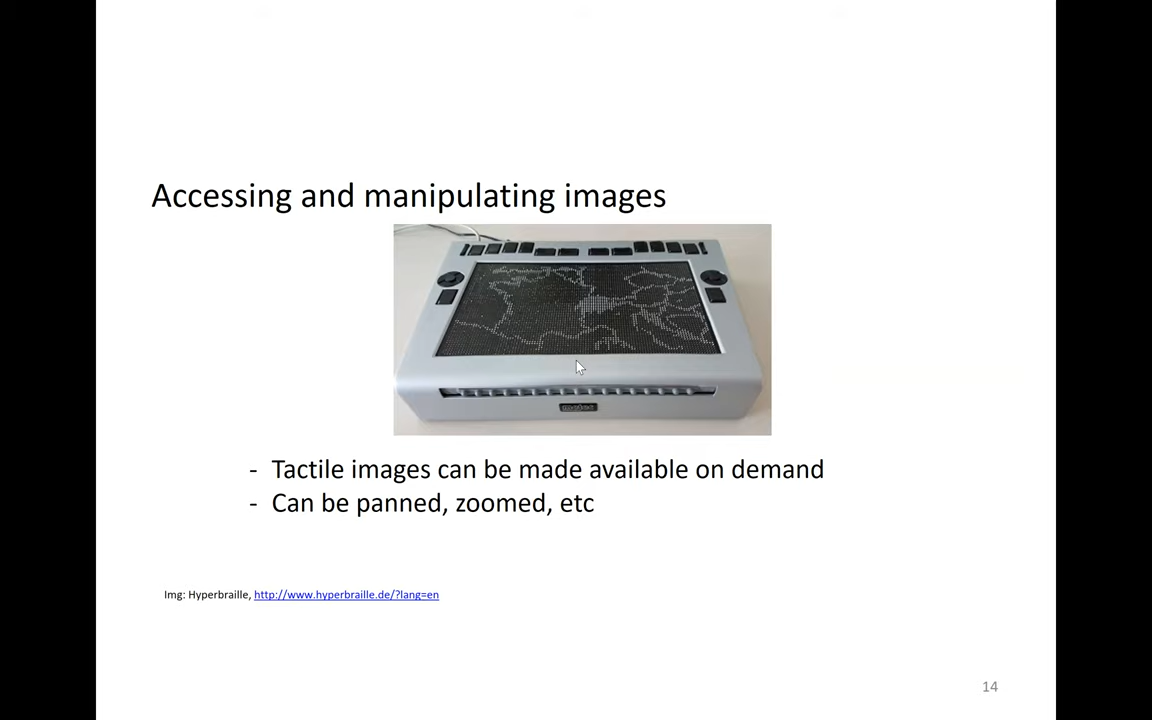 Accessing and manipulating images
- Tactile images can be made available on demand
- Can be panned, zoomed, etc
Img: Hyperbraille, http://www.hyperbraille.de/?lang=en
14